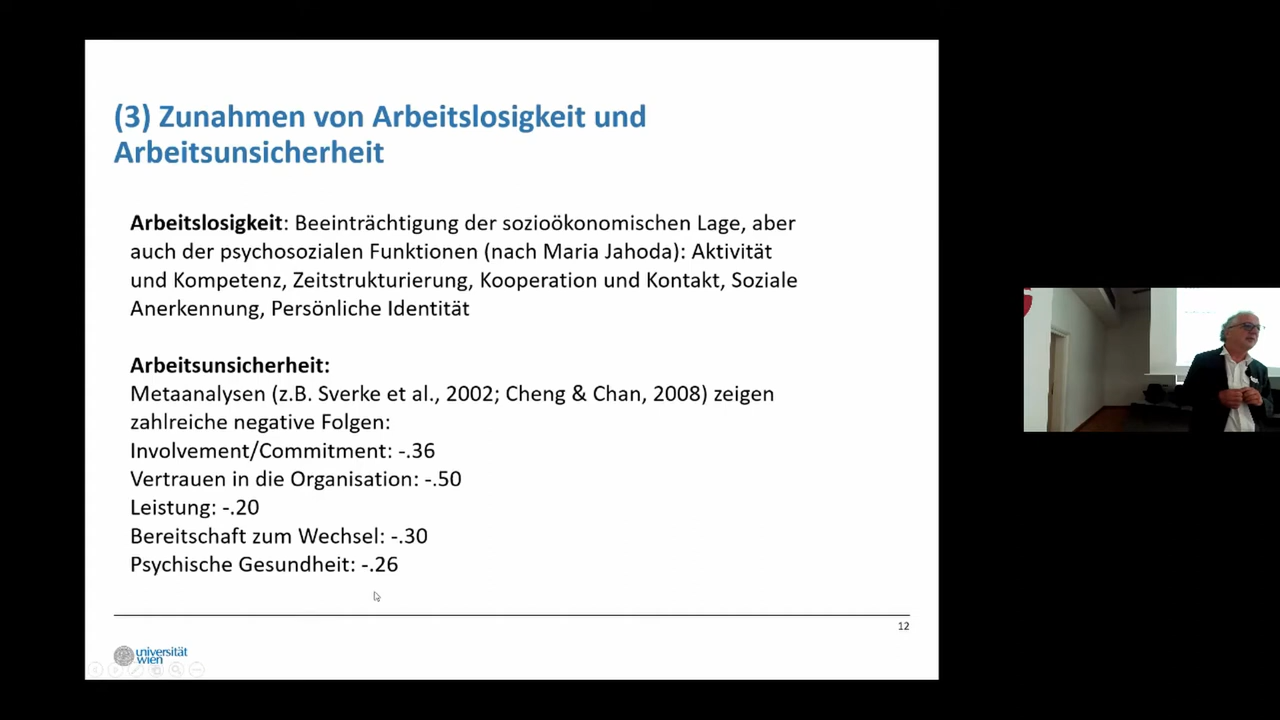 (3) Zunahmen von Arbeitslosigkeit und
Arbeitsunsicherheit
Arbeitslosigkeit: Beeinträchtigung der sozioökonomischen Lage, aber
auch der psychosozialen Funktionen (nach Maria Jahoda): Aktivität
und Kompetenz, Zeitstrukturierung, Kooperation und Kontakt, Soziale
Anerkennung, Persönliche Identität
Arbeitsunsicherheit:
Metaanalysen (z.B. Sverke et al., 2002; Cheng & Chan, 2008) zeigen
zahlreiche negative Folgen:
Involvement/Commitment: -.36
Vertrauen in die Organisation: -.50
Leistung: -.20
Bereitschaft zum Wechsel: -.30
Psychische Gesundheit: -.26
12
universität
wien